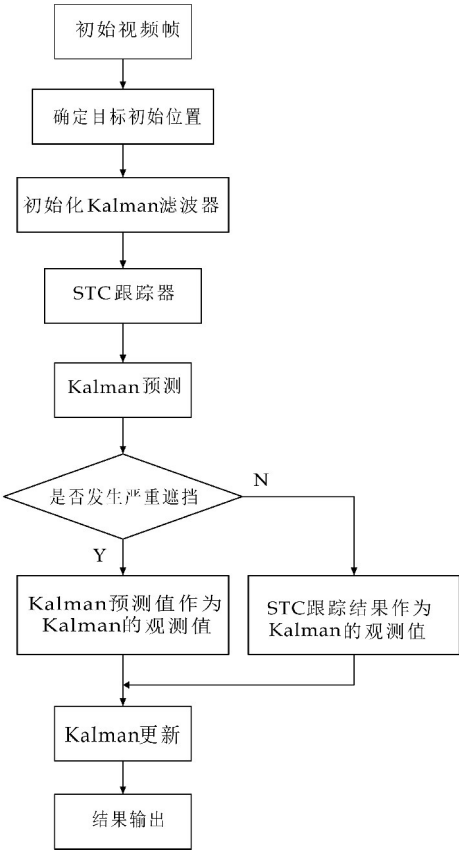 初始视频帧
确定目标初始位置
初始化Kalman滤波器
STC跟踪器
Kalman预测
是否发生严重遮挡
N
Y
Kalman预测值作为
Kalman的观测值
STC跟踪结果作为
Kalman的观测值
Kalman更新
结果输出